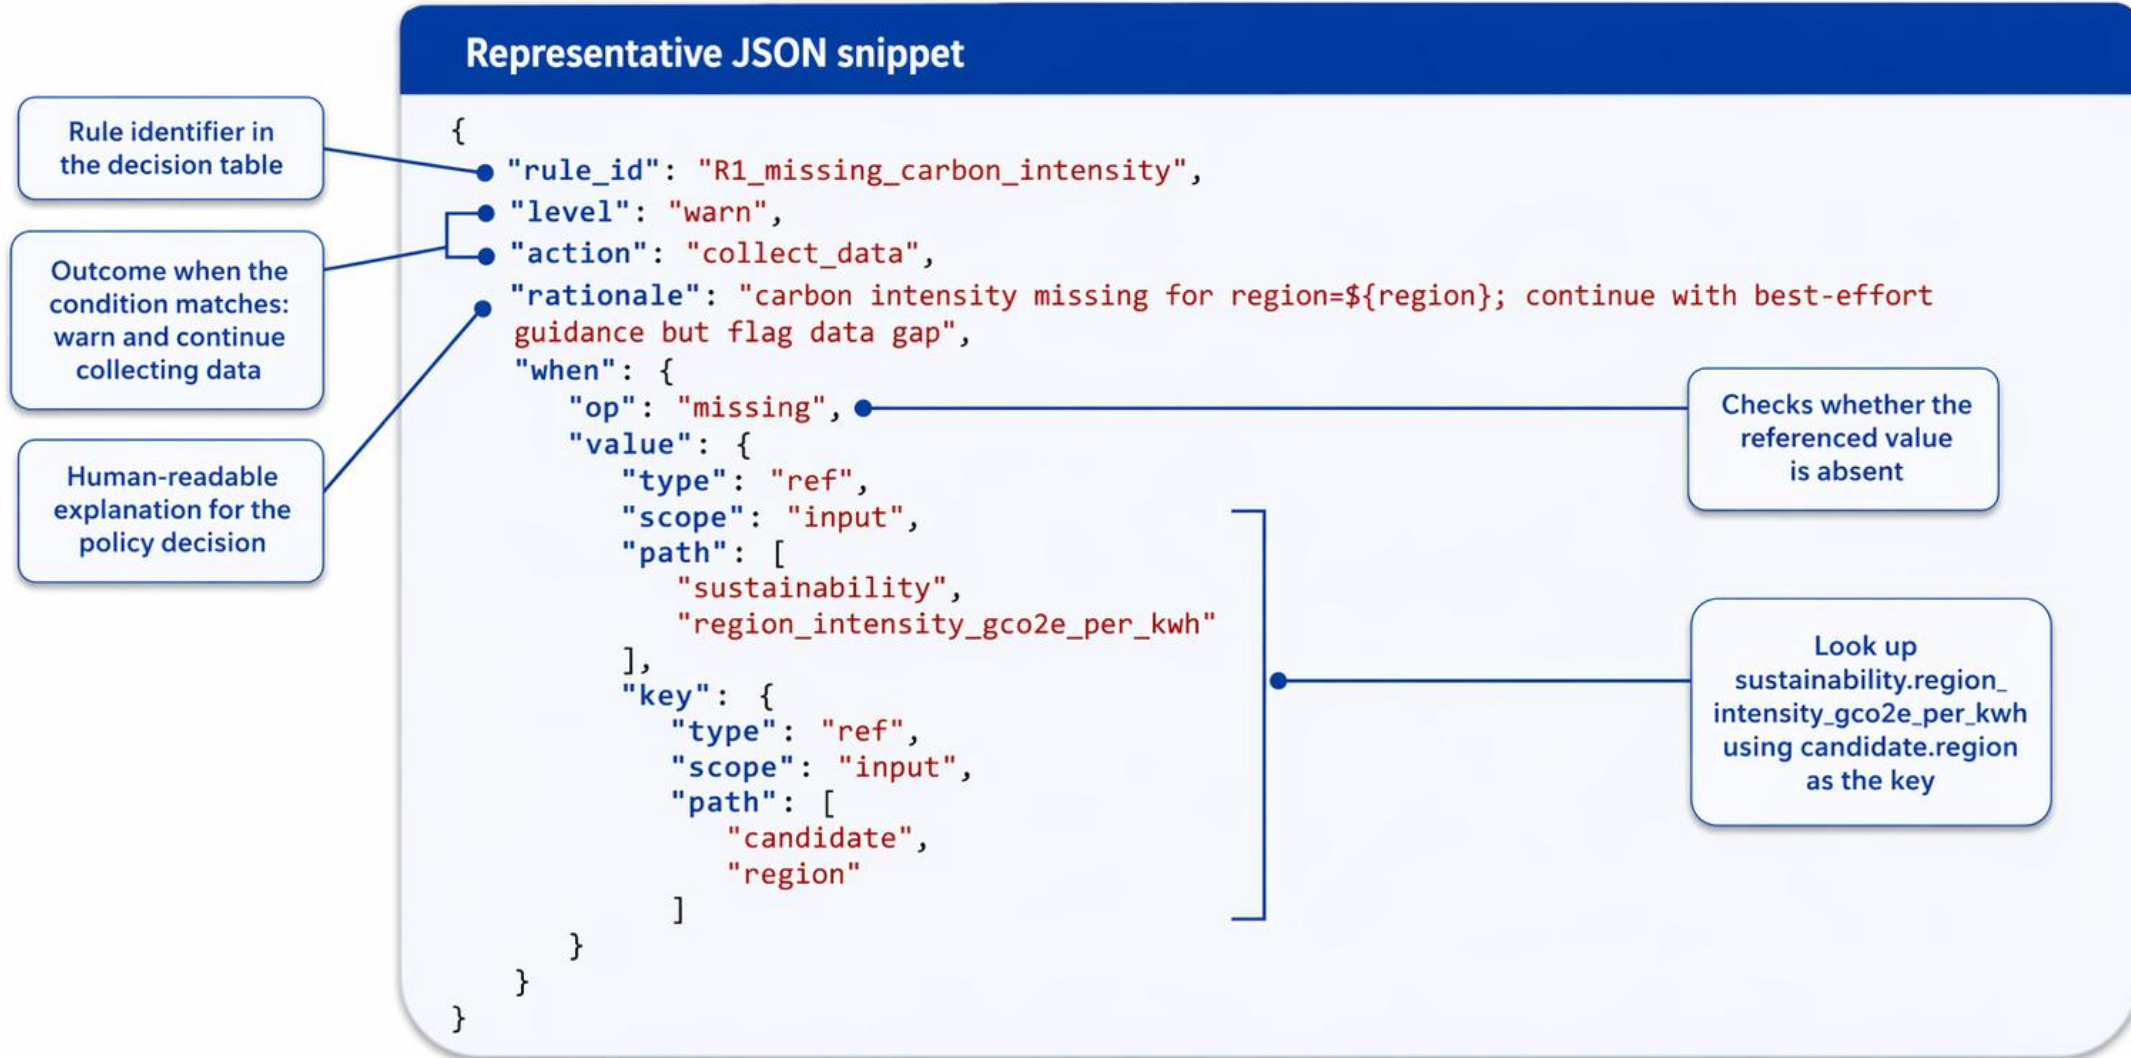 Representative JSON snippet
Rule identifier in
the decision table
Outcome when the
condition matches:
warn and continue
collecting data
Human-readable
explanation for the
policy decision
{
"rule_id": "R1_missing_carbon_intensity",
"level": "warn",
"action": "collect_data",
"rationale": "carbon intensity missing for region=${region}; continue with best-effort
guidance but flag data gap",
"when": {
"op": "missing",
"value": {
"type": "ref",
"scope": "input",
"path": [
"sustainability",
"region_intensity_gco2e_per_kwh"
],
"key": {
"type": "ref",
"scope": "input",
"path": [
"candidate",
"region"
]
}
}
}
Checks whether the
referenced value
is absent
Look up
sustainability.region_
intensity_gco2e_per_kwh
using candidate.region
as the key